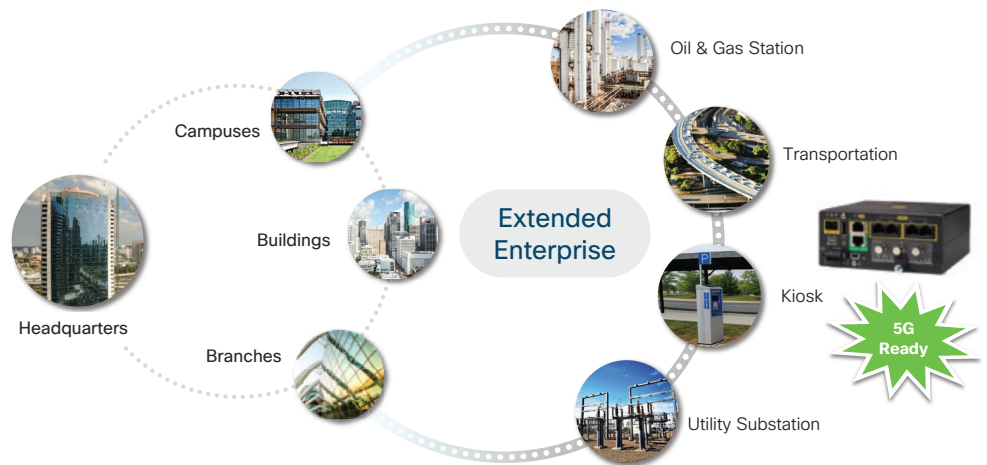 Oil & Gas Station
Campuses
Transportation
Extended
Enterprise
Buildings
Kiosk
P
Headquarters
5G
Ready
Branches
Utility Substation